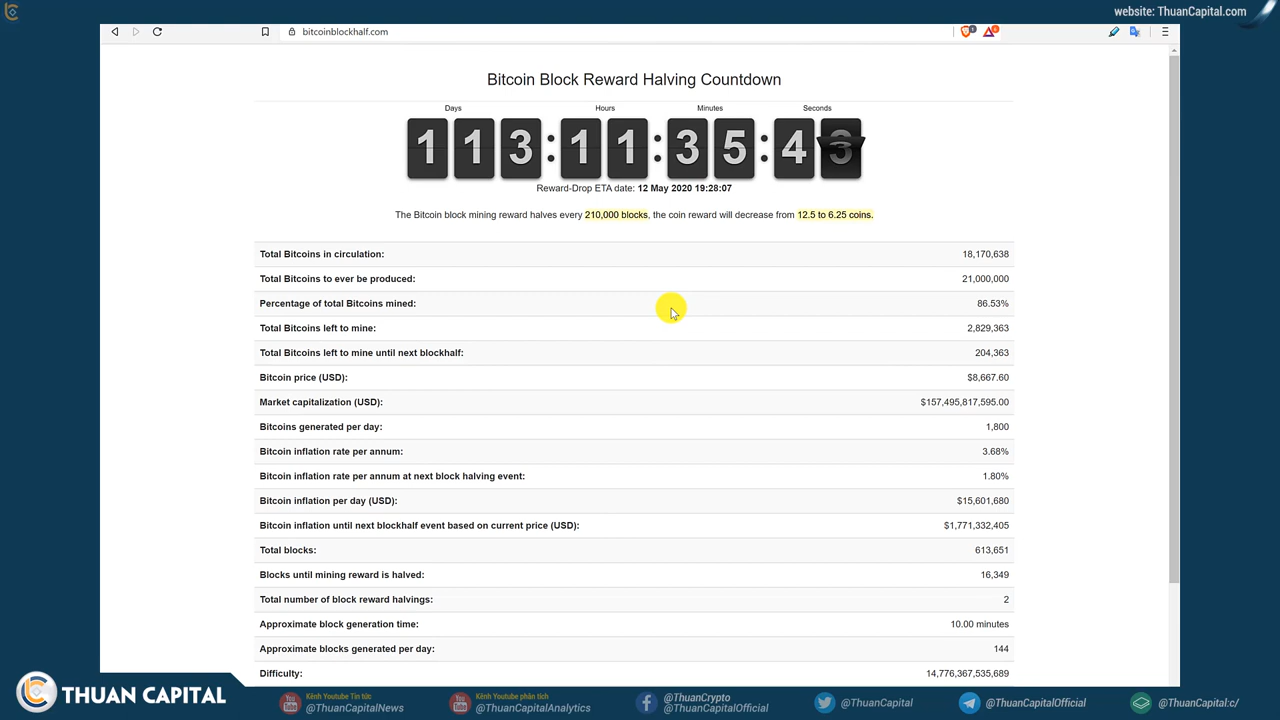 website: ThuanCapital.com
bitcoinblockhalf.com
Bitcoin Block Reward Halving Countdown
Days Hours Minutes Seconds
113:11:35:43
Reward-Drop ETA date: 12 May 2020 19:28:07
The Bitcoin block mining reward halves every 210,000 blocks, the coin reward will decrease from 12.5 to 6.25 coins.
Total Bitcoins in circulation: 18,170,638
Total Bitcoins to ever be produced: 21,000,000
Percentage of total Bitcoins mined: 86.53%
Total Bitcoins left to mine: 2,829,363
Total Bitcoins left to mine until next blockhalf: 204,363
Bitcoin price (USD): $8,667.60
Market capitalization (USD): $157,495,817,595.00
Bitcoins generated per day: 1,800
Bitcoin inflation rate per annum: 3.68%
Bitcoin inflation rate per annum at next block halving event: 1.80%
Bitcoin inflation per day (USD): $15,601,680
Bitcoin inflation until next blockhalf event based on current price (USD): $1,771,332,405
Total blocks: 613,651
Blocks until mining reward is halved: 16,349
Total number of block reward halvings: 2
Approximate block generation time: 10.00 minutes
Approximate blocks generated per day: 144
Difficulty: 14,776,367,535,689
THUAN CAPITAL
Kênh Youtube Tin tức
@ThuanCapitalNews
Kênh Youtube phân tích
@ThuanCapitalAnalytics
@ThuanCrypto
@ThuanCapitalOfficial
@ThuanCapital
@ThuanCapitalOfficial
@ThuanCapital:c/